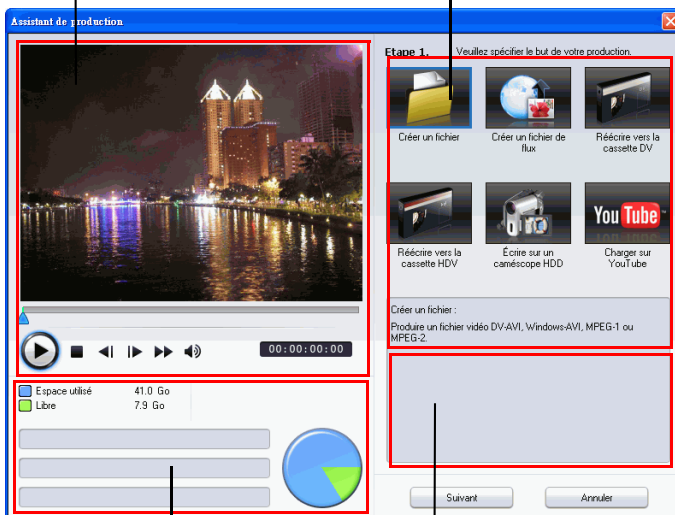 Assistant de production
Etape 1. Veuillez spécifier le but de votre production.
Créer un fichier
Créer un fichier de
flux
Réécrire vers la
cassette DV
You Tube
Réécrire vers la
cassette HDV
Écrire sur un
caméscope HDD
Charger sur
YouTube
Créer un fichier :
Produire un fichier vidéo DV-AVI, Windows-AVI, MPEG-1 ou
MPEG-2.
00:00:00:00
Espace utilisé 41.0 Go
Libre 7.9 Go
Suivant
Annuler